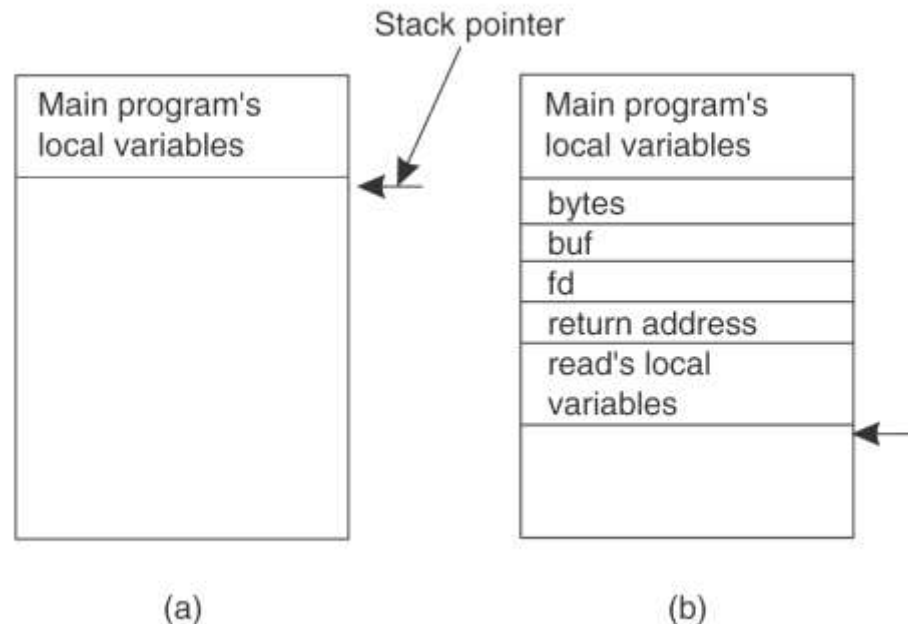 Stack pointer
Main program's
local variables
Main program's
local variables
bytes
buf
fd
return address
read's local
variables
(a)
(b)